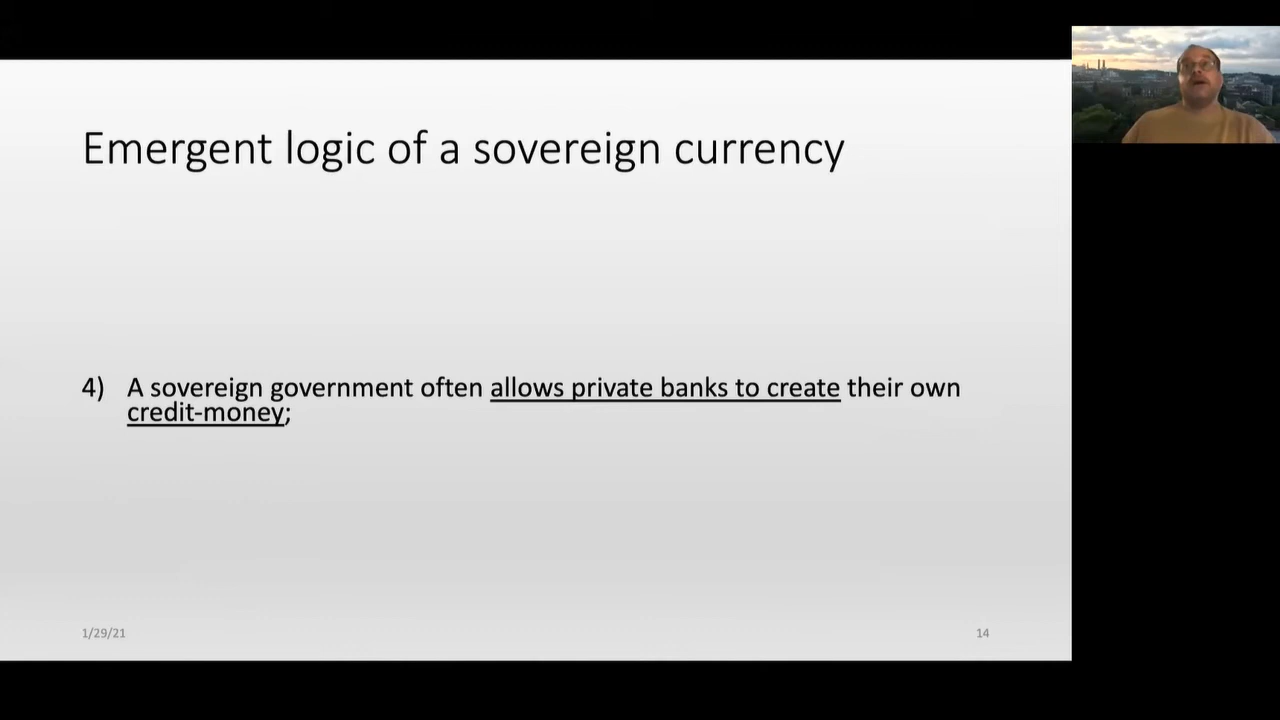 Emergent logic of a sovereign currency
4) A sovereign government often allows private banks to create their own
credit-money;
1/29/21
14